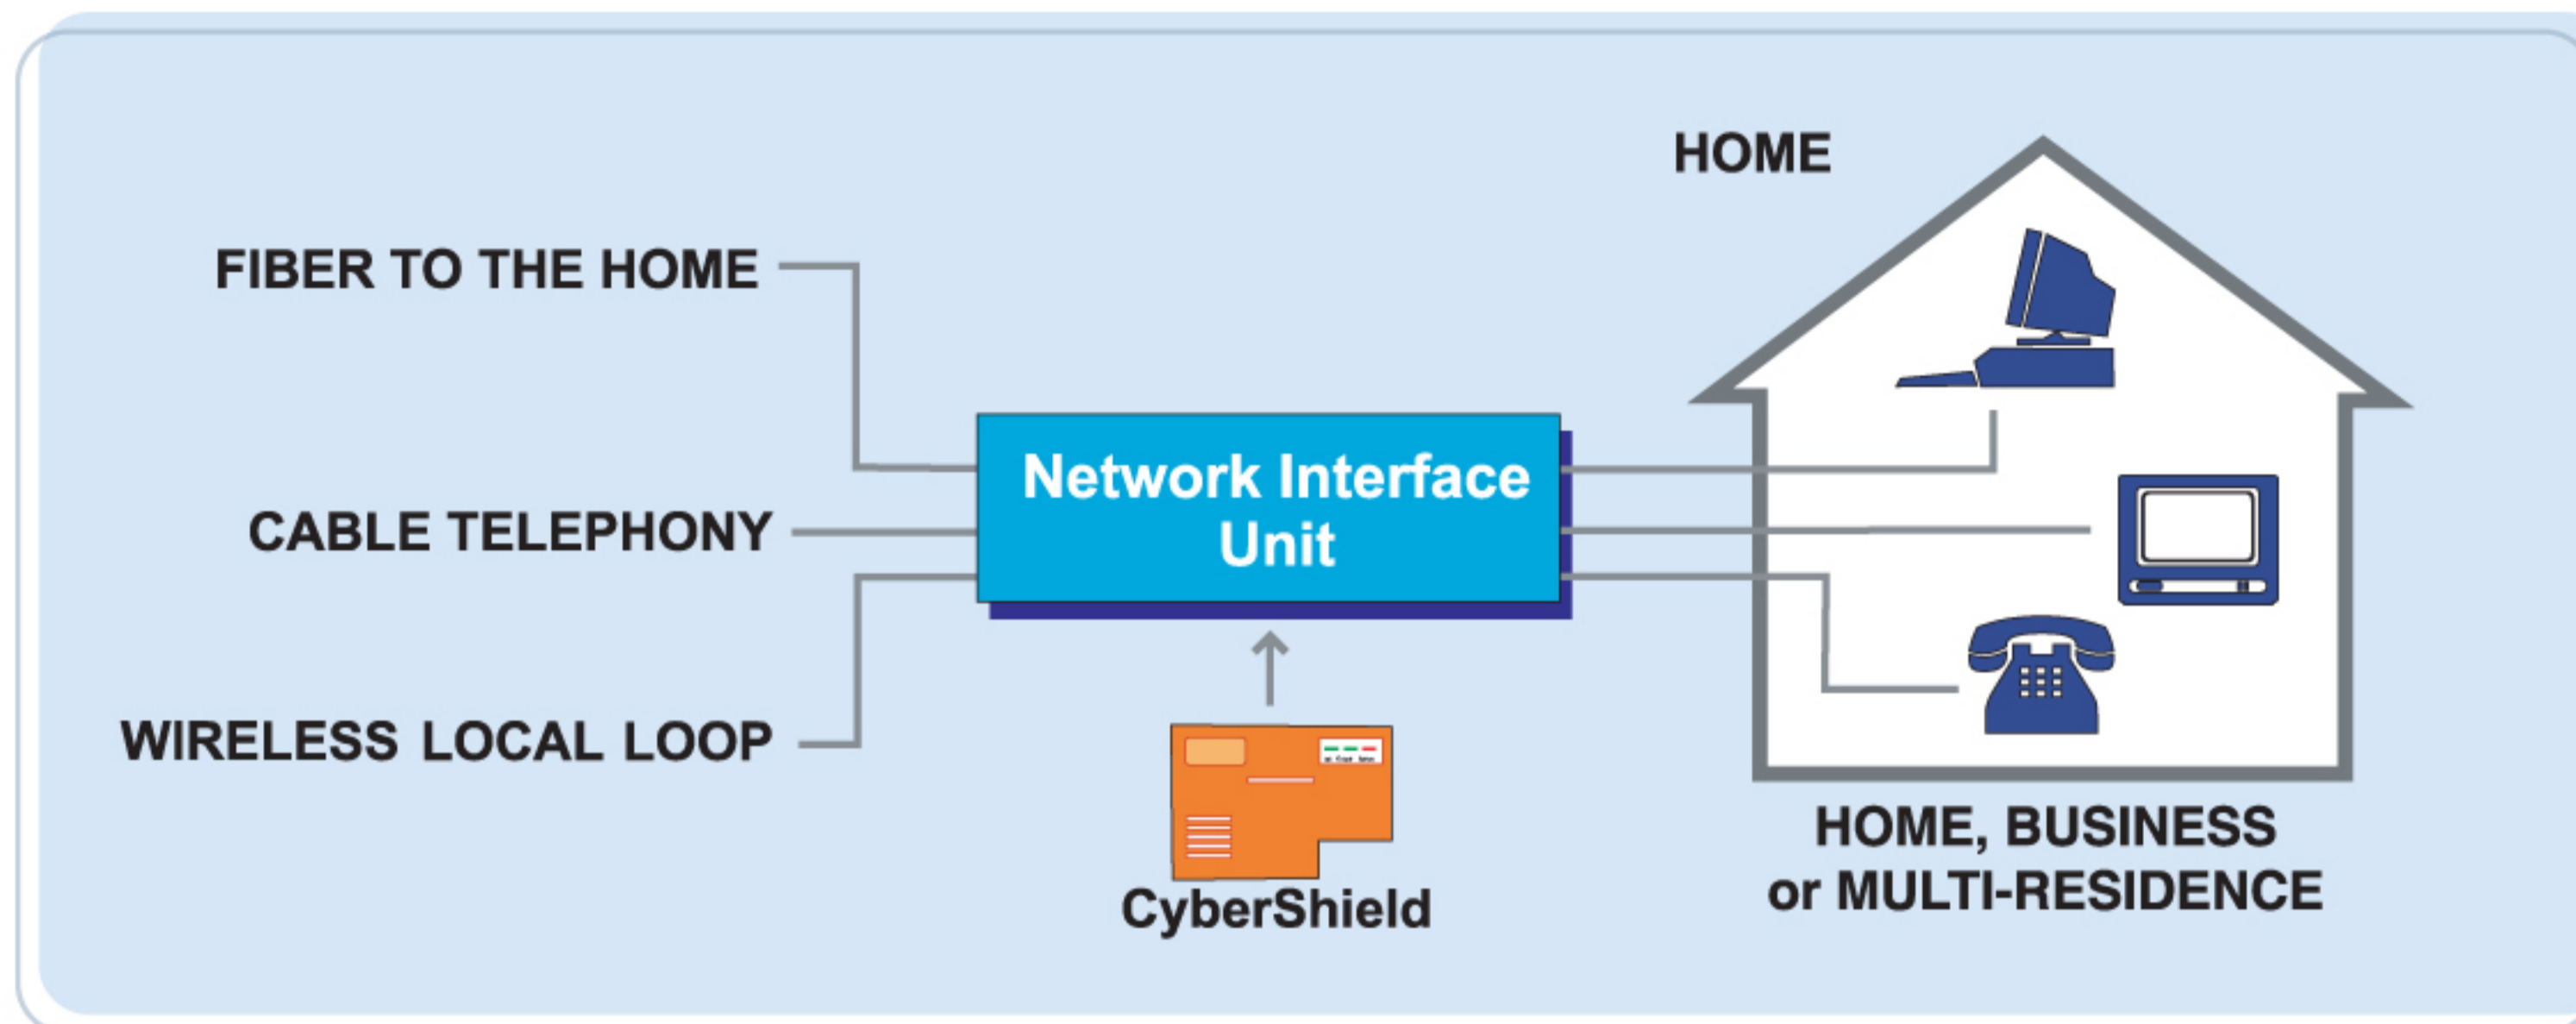 HOME
FIBER TO THE HOME
Network Interface
Unit
CABLE TELEPHONY
WIRELESS LOCAL LOOP
CyberShield
HOME, BUSINESS
or MULTI-RESIDENCE